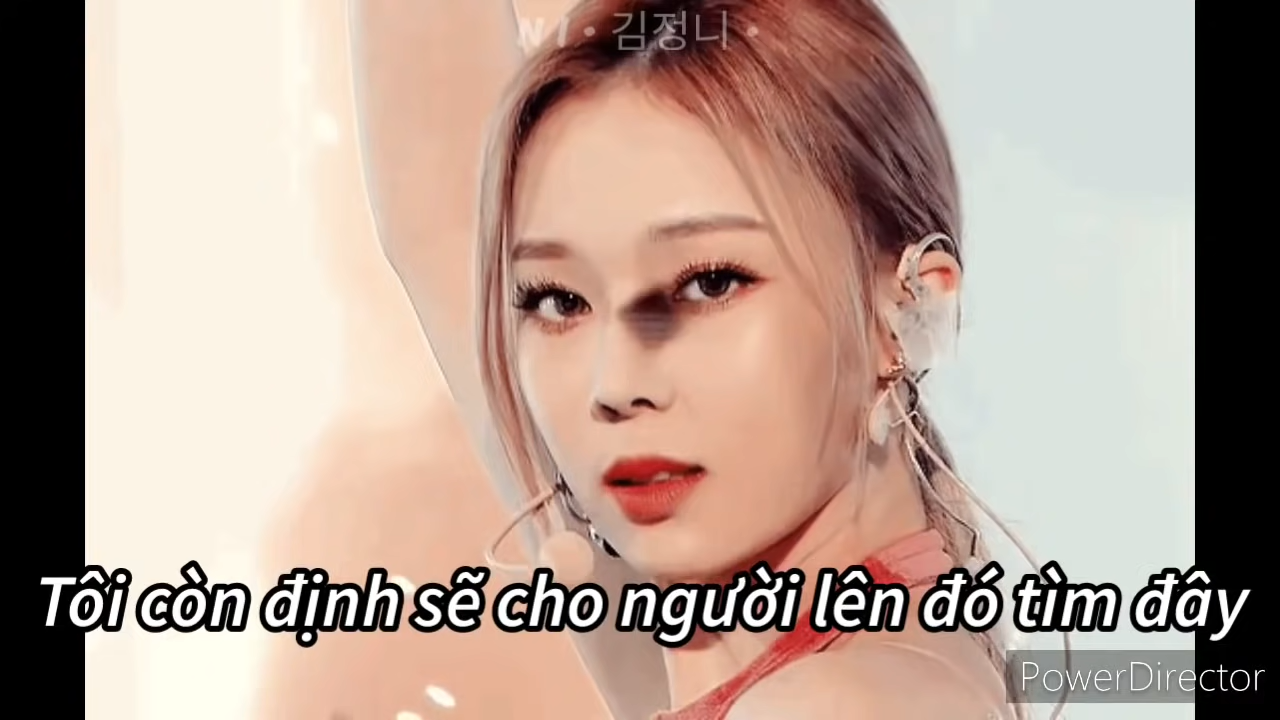 N I • 김정니 •
Tôi còn định sẽ cho người lên đó tìm đây
PowerDirector